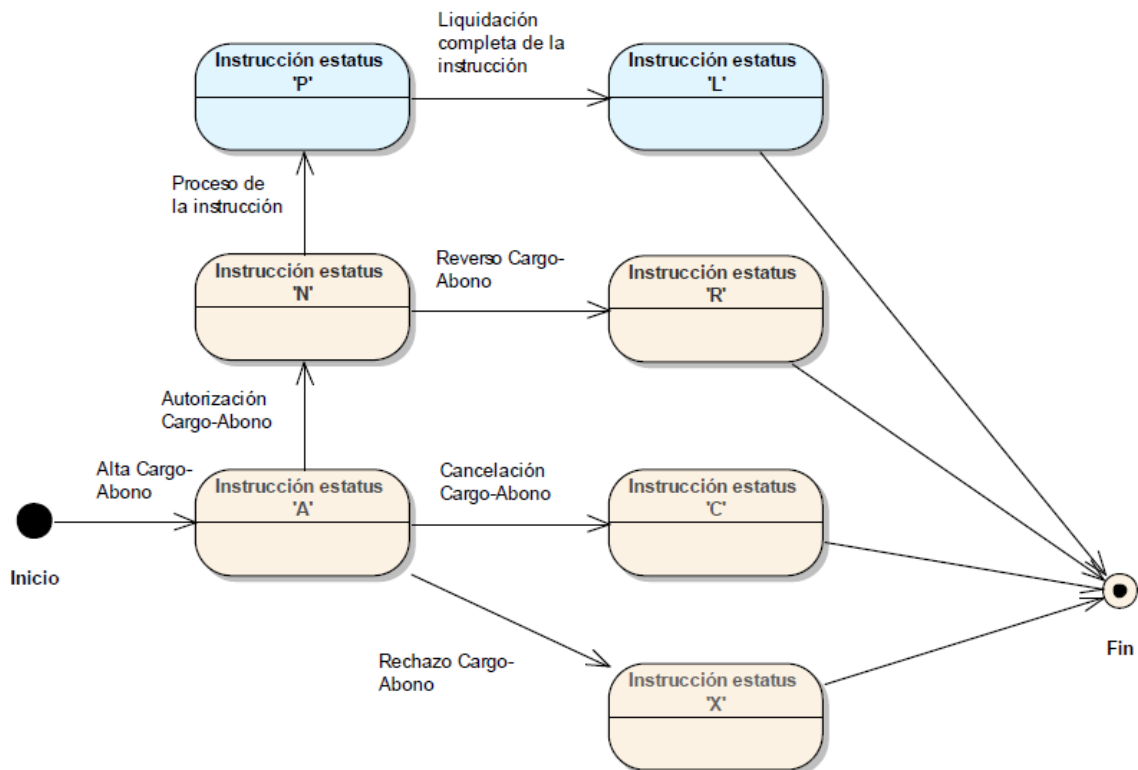 Liquidación
completa de la
instrucción
Instrucción estatus
'P'
Instrucción estatus
'L'
Proceso de
la instrucción
Instrucción estatus
'N'
Reverso Cargo-
Abono
Instrucción estatus
'R'
Autorización
Cargo-Abono
Alta Cargo-
Abono
Instrucción estatus
'A'
Cancelación
Cargo-Abono
Instrucción estatus
'C'
Inicio
Rechazo Cargo-
Abono
Instrucción estatus
'X'
Fin